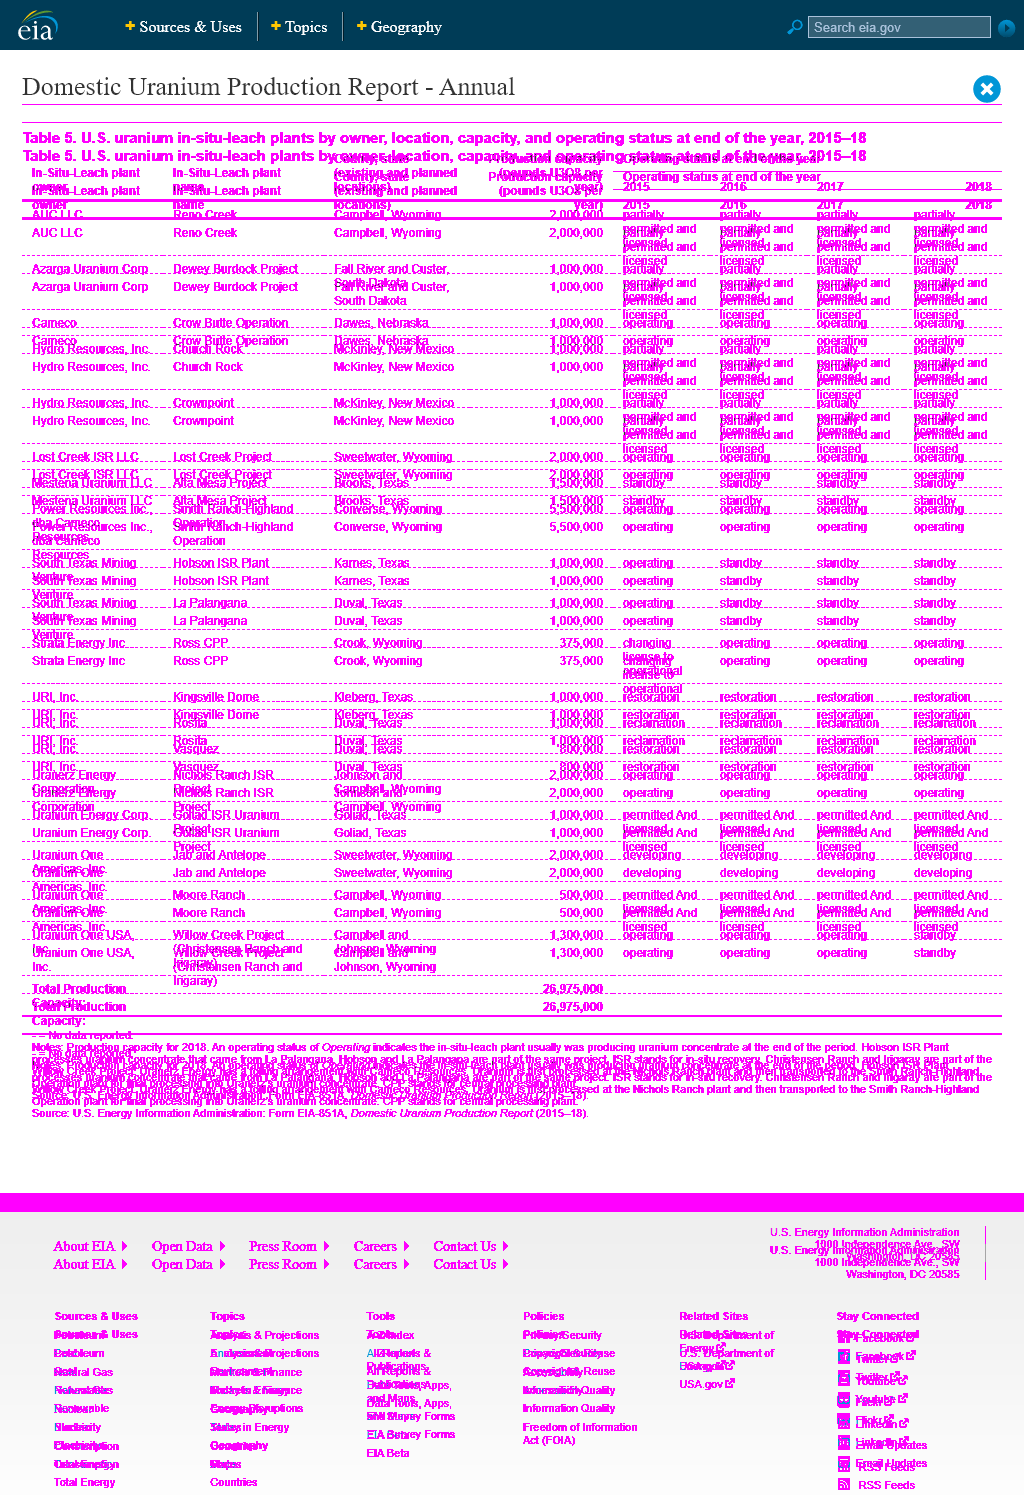 eia
Sources & Uses
Topics
Geography
Search eia.gov
Domestic Uranium Production Report - Annual
Table 5. U.S. uranium in-situ-leach plants by owner, location, capacity, and operating status at end of the year, 2015–18
In-Situ-Leach plant owner In-Situ-Leach plant name County, state (existing and planned locations) Production capacity (pounds U3O8 per year) Operating status at end of the year
2015 2016 2017 2018
AUC LLC Reno Creek Campbell, Wyoming 2,000,000 partially permitted and licensed partially permitted and licensed partially permitted and licensed partially permitted and licensed
Azarga Uranium Corp Dewey Burdock Project Fall River and Custer, South Dakota 1,000,000 partially permitted and licensed partially permitted and licensed partially permitted and licensed partially permitted and licensed
Cameco Crow Butte Operation Dawes, Nebraska 1,000,000 operating operating operating operating
Hydro Resources, Inc. Church Rock McKinley, New Mexico 1,000,000 partially permitted and licensed partially permitted and licensed partially permitted and licensed partially permitted and licensed
Hydro Resources, Inc. Crownpoint McKinley, New Mexico 1,000,000 partially permitted and licensed partially permitted and licensed partially permitted and licensed partially permitted and licensed
Lost Creek ISR LLC Lost Creek Project Sweetwater, Wyoming 2,000,000 operating operating operating operating
Mestena Uranium LLC Alta Mesa Project Brooks, Texas 1,500,000 standby standby standby standby
Power Resources Inc., dba Cameco Resources Smith Ranch-Highland Operation Converse, Wyoming 5,500,000 operating operating operating operating
South Texas Mining Venture Hobson ISR Plant Karnes, Texas 1,000,000 operating standby standby standby
South Texas Mining Venture La Palangana Duval, Texas 1,000,000 operating standby standby standby
Strata Energy Inc Ross CPP Crook, Wyoming 375,000 changing license to operational operating operating operating
URI, Inc. Kingsville Dome Kleberg, Texas 1,000,000 restoration restoration restoration restoration
URI, Inc. Rosita Duval, Texas 1,000,000 reclamation reclamation reclamation reclamation
URI, Inc. Vasquez Duval, Texas 800,000 restoration restoration restoration restoration
Uranerz Energy Corporation Nichols Ranch ISR Project Johnson and Campbell, Wyoming 2,000,000 operating operating operating operating
Uranium Energy Corp. Goliad ISR Uranium Project Goliad, Texas 1,000,000 permitted And licensed permitted And licensed permitted And licensed permitted And licensed
Uranium One Americas, Inc. Jab and Antelope Sweetwater, Wyoming 2,000,000 developing developing developing developing
Uranium One Americas, Inc. Moore Ranch Campbell, Wyoming 500,000 permitted And licensed permitted And licensed permitted And licensed permitted And licensed
Uranium One USA, Inc. Willow Creek Project (Christensen Ranch and Irigaray) Campbell and Johnson, Wyoming 1,300,000 operating operating operating standby
Total Production Capacity: 26,975,000
- = No data reported.
Notes: Production capacity for 2018. An operating status of Operating indicates the in-situ-leach plant usually was producing uranium concentrate at the end of the period. Hobson ISR Plant
processed uranium concentrate that came from La Palangana. Hobson and La Palangana are part of the same project. ISR stands for in-situ recovery. Christensen Ranch and Irigaray are part of the
Willow Creek Project. Uranerz Energy has a tolling arrangement with Cameco Resources. Uranium is first processed at the Nichols Ranch plant and then transported to the Smith Ranch-Highland
Operation plant for final processing into Uranerz's uranium concentrate. CPP stands for central processing plant.
Source: U.S. Energy Information Administration: Form EIA-851A, Domestic Uranium Production Report (2015–18).
About EIA Open Data Press Room Careers Contact Us
U.S. Energy Information Administration
1000 Independence Ave., SW
Washington, DC 20585
Sources & Uses
Petroleum
Coal
Natural Gas
Renewable
Nuclear
Electricity
Consumption
Total Energy
Topics
Analysis & Projections
Environment
Markets & Finance
Today in Energy
Geography
States
Countries
Tools
A-Z Index
All Reports & Publications
Data Tools, Apps, and Maps
EIA Survey Forms
EIA Beta
Policies
Privacy/Security
Copyright & Reuse
Accessibility
Information Quality
Freedom of Information Act (FOIA)
Related Sites
U.S. Department of Energy
USA.gov
Stay Connected
Facebook
Twitter
Youtube
Flickr
LinkedIn
Email Updates
RSS Feeds